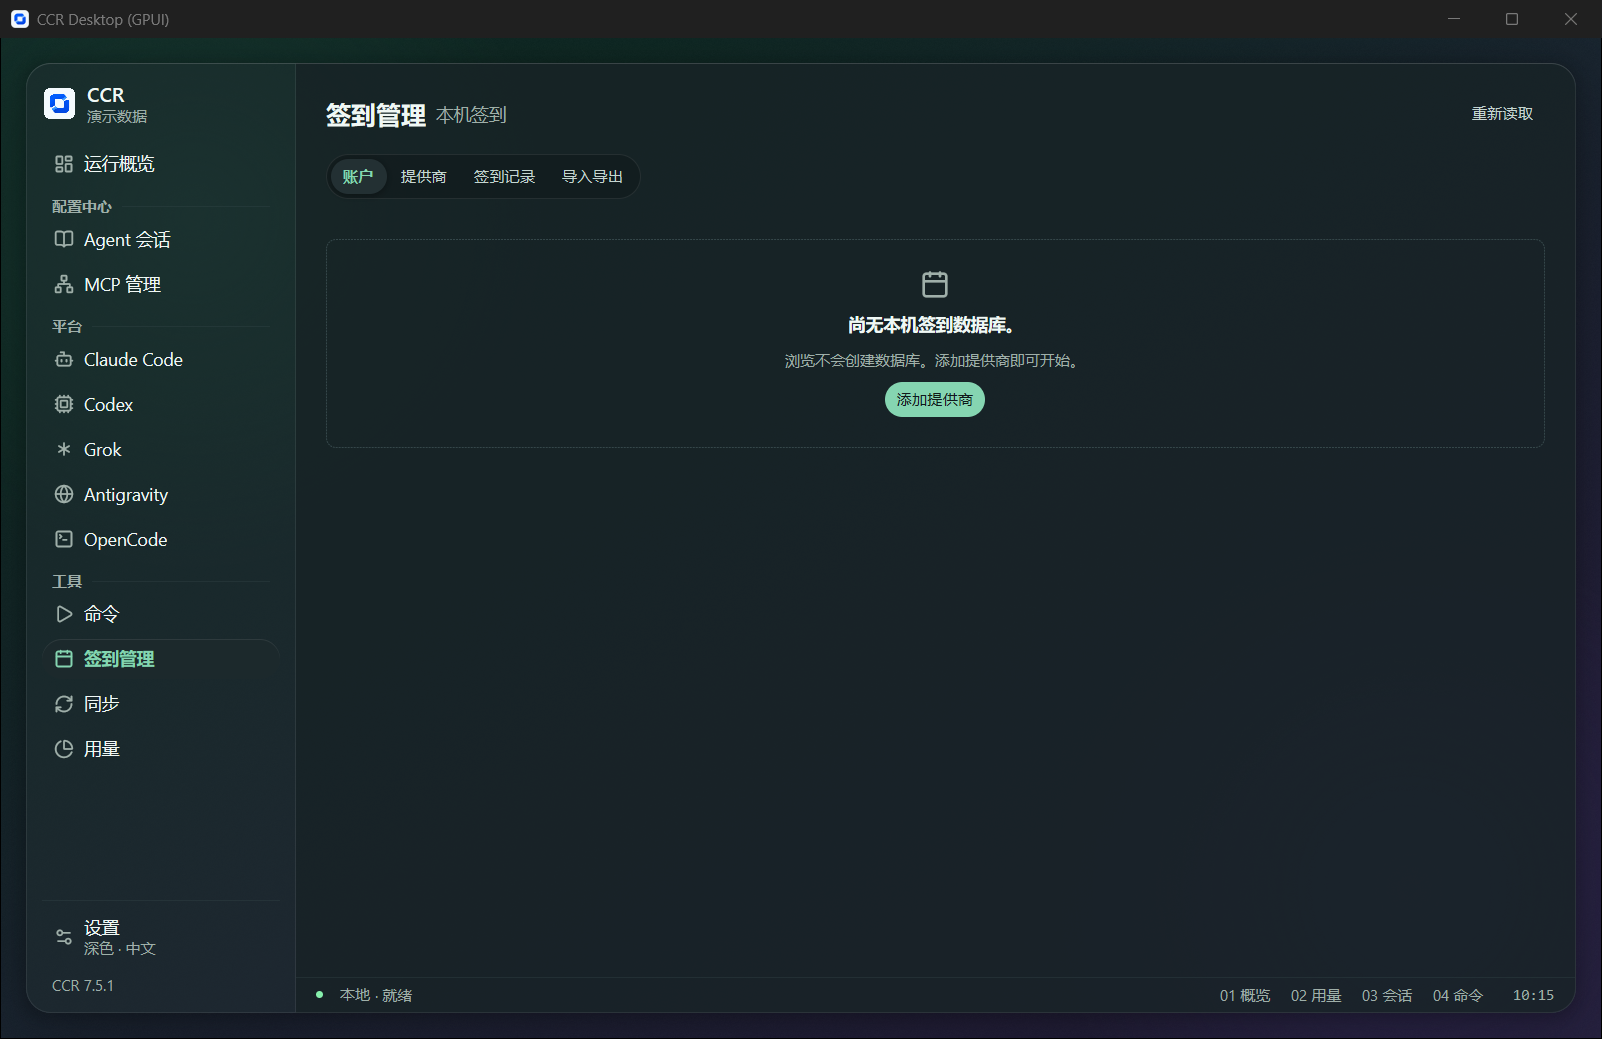 CCR Desktop (GPUI)
CCR
演示数据
运行概览
配置中心
Agent 会话
MCP 管理
平台
Claude Code
Codex
Grok
Antigravity
OpenCode
工具
命令
签到管理
同步
用量
设置
深色 · 中文
CCR 7.5.1
签到管理 本机签到
重新读取
账户 提供商 签到记录 导入导出
尚无本机签到数据库。
浏览不会创建数据库。添加提供商即可开始。
添加提供商
本地 · 就绪
01 概览 02 用量 03 会话 04 命令 10:15